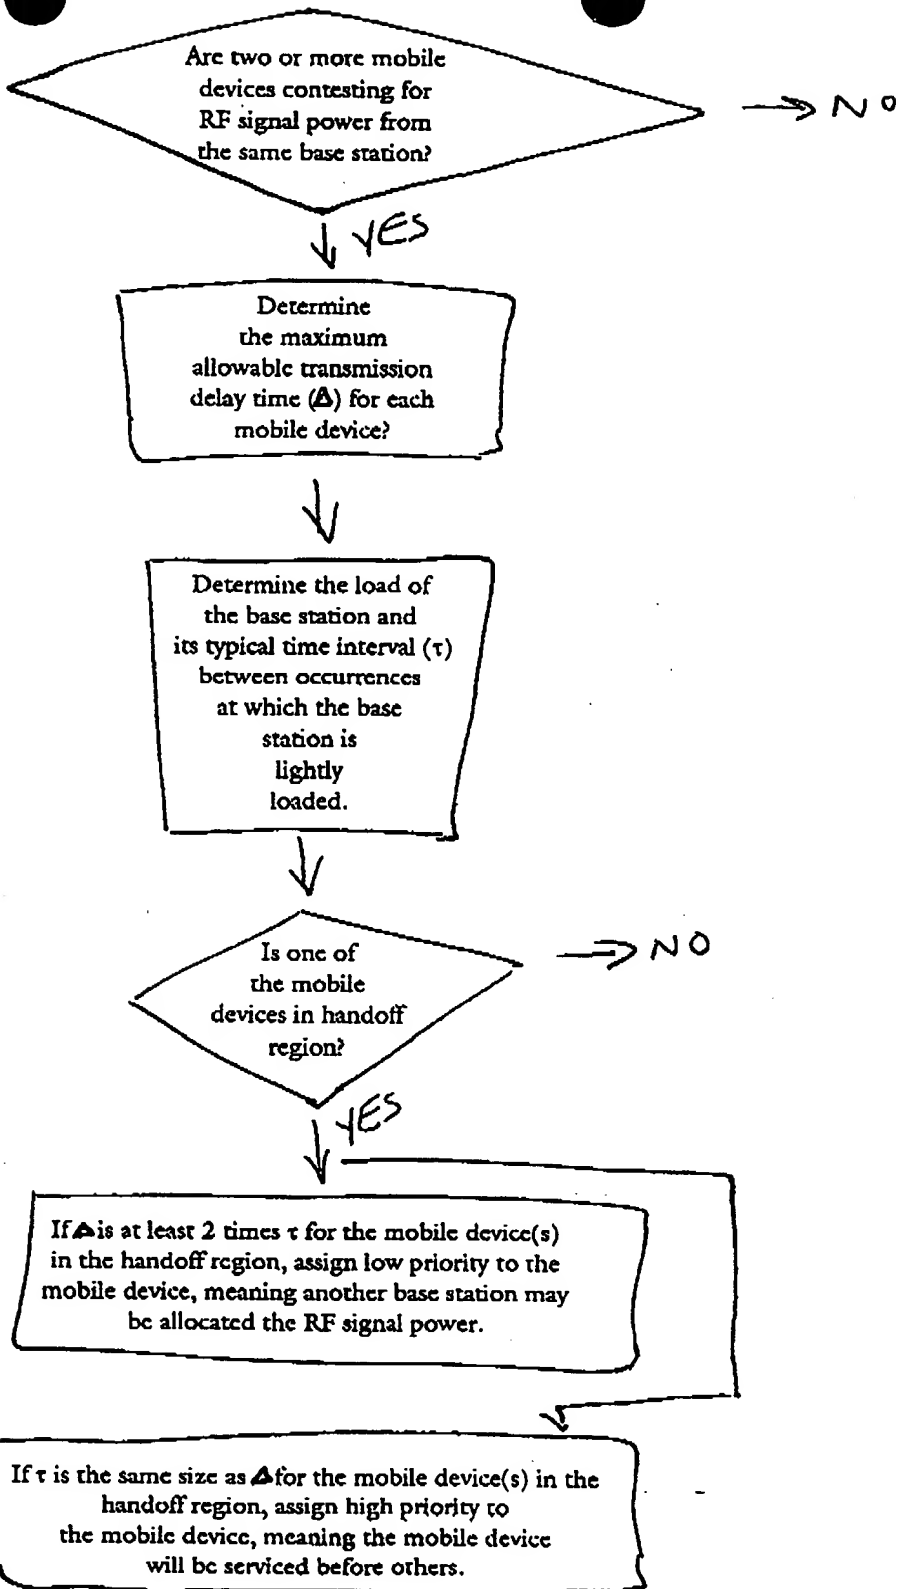 Are two or more mobile
devices contesting for
RF signal power from
the same base station?
NO
YES
Determine
the maximum
allowable transmission
delay time (Δ) for each
mobile device?
Determine the load of
the base station and
its typical time interval (τ)
between occurrences
at which the base
station is
lightly
loaded.
Is one of
the mobile
devices in handoff
region?
NO
YES
If Δ is at least 2 times τ for the mobile device(s)
in the handoff region, assign low priority to the
mobile device, meaning another base station may
be allocated the RF signal power.
If τ is the same size as Δ for the mobile device(s) in the
handoff region, assign high priority to
the mobile device, meaning the mobile device
will be serviced before others.